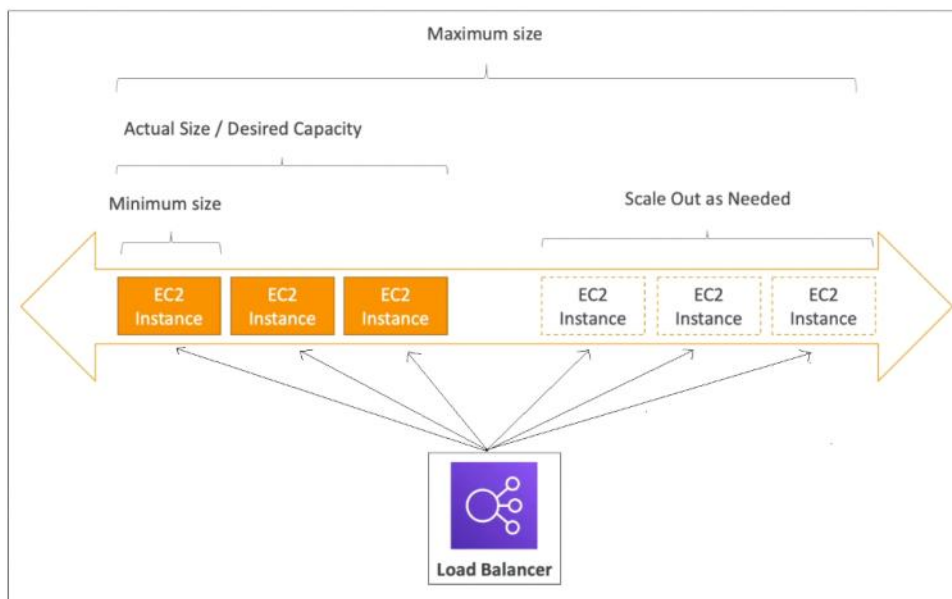 Maximum size
Actual Size / Desired Capacity
Minimum size
Scale Out as Needed
EC2
Instance
EC2
Instance
EC2
Instance
EC2
Instance
EC2
Instance
EC2
Instance
Load Balancer